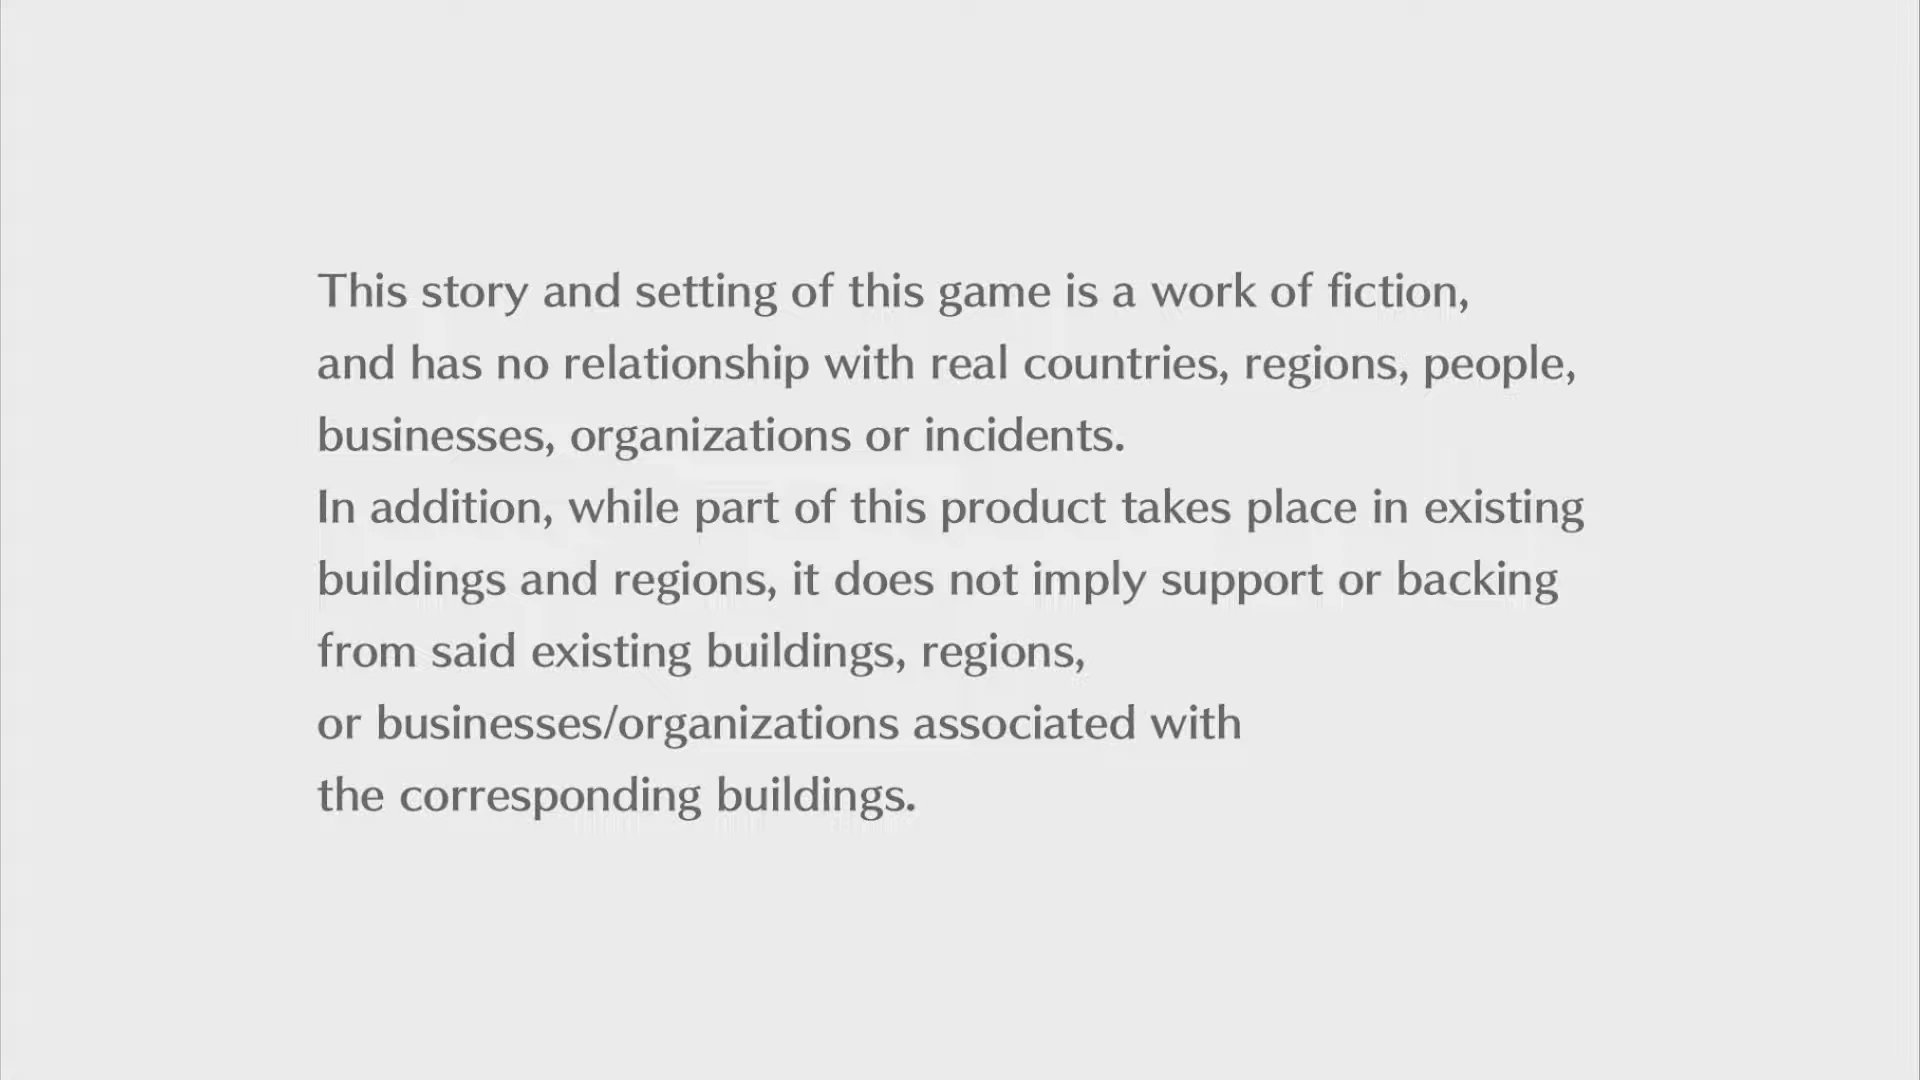 This story and setting of this game is a work of fiction,
and has no relationship with real countries, regions, people,
businesses, organizations or incidents.
In addition, while part of this product takes place in existing
buildings and regions, it does not imply support or backing
from said existing buildings, regions,
or businesses/organizations associated with
the corresponding buildings.